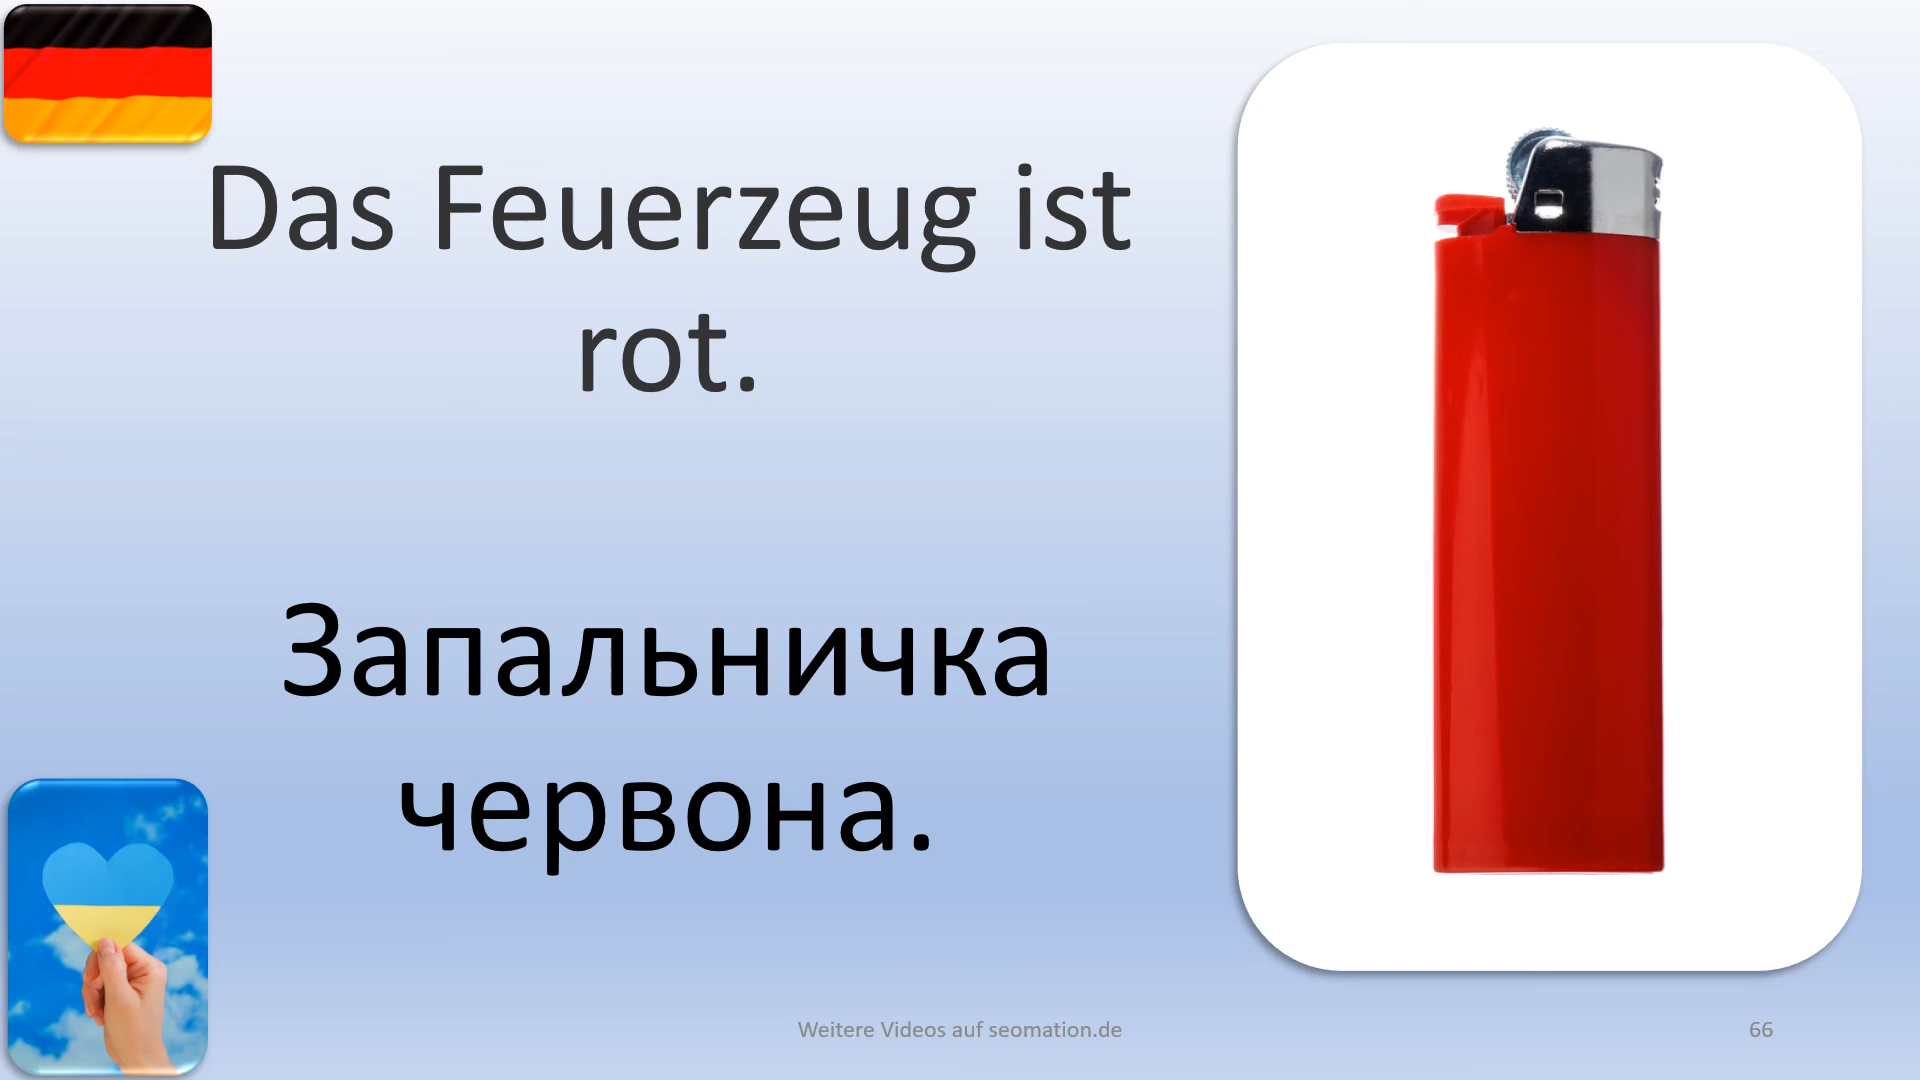 Das Feuerzeug ist
rot.
Запальничка
червона.
Weitere Videos auf seomation.de
66